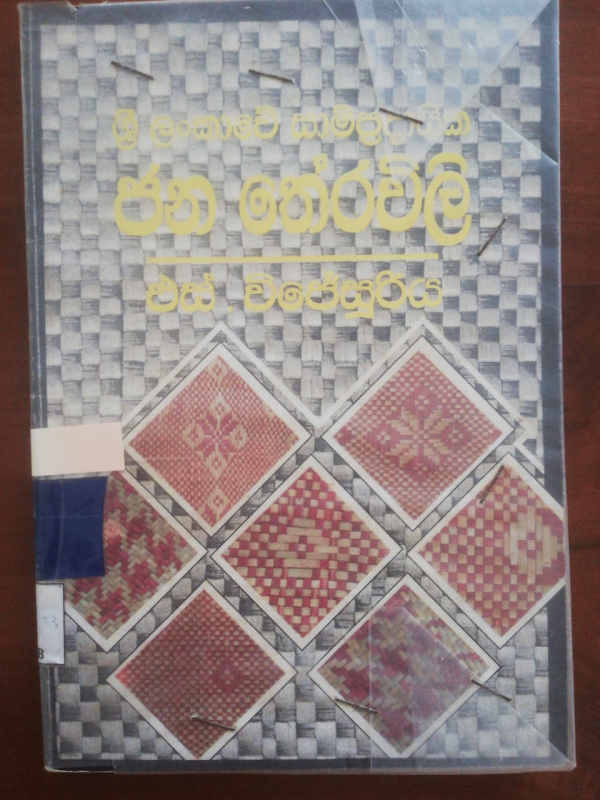 ශ්‍රී ලංකාවේ සාම්ප්‍රදායික
ජන තේරවිලි
එස්. විජේසූරිය